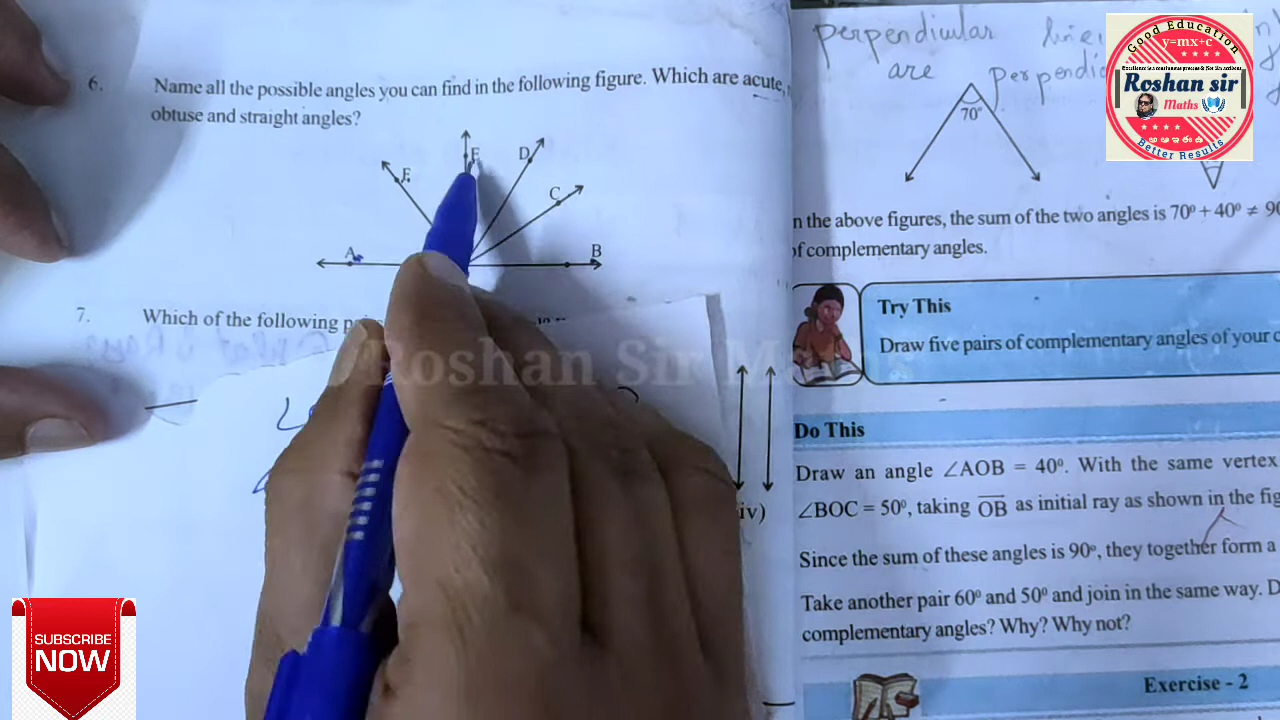 6. Name all the possible angles you can find in the following figure. Which are acute,
obtuse and straight angles?
E
D
C
A
B
7. Which of the following
iv)
perpendicular
are
70°
n the above figures, the sum of the two angles is 70° + 40° ≠ 90
of complementary angles.
Try This
Draw five pairs of complementary angles of your
Do This
Draw an angle ∠AOB = 40°. With the same vertex
∠BOC = 50°, taking OB as initial ray as shown in the fig
Since the sum of these angles is 90°, they together form a
Take another pair 60° and 50° and join in the same way. D
complementary angles? Why? Why not?
Exercise - 2
Good Education
y=mx+c
Roshan sir
Maths
Better Results
Roshan Sir Maths
SUBSCRIBE
NOW